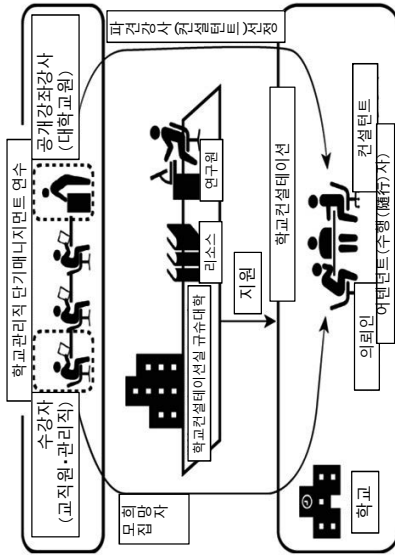 학교관리직 단기매니지먼트 연수
수강자
(교직원·관리직)
공개강좌강사
(대학교원)
희망자
모집
파견강사 (컨설턴트)선정
학교컨설테이션실 규슈대학
리소스
연구원
지원
학교컨설테이션
학교
의뢰인
어텐던트(수행(隨行)자
컨설턴트